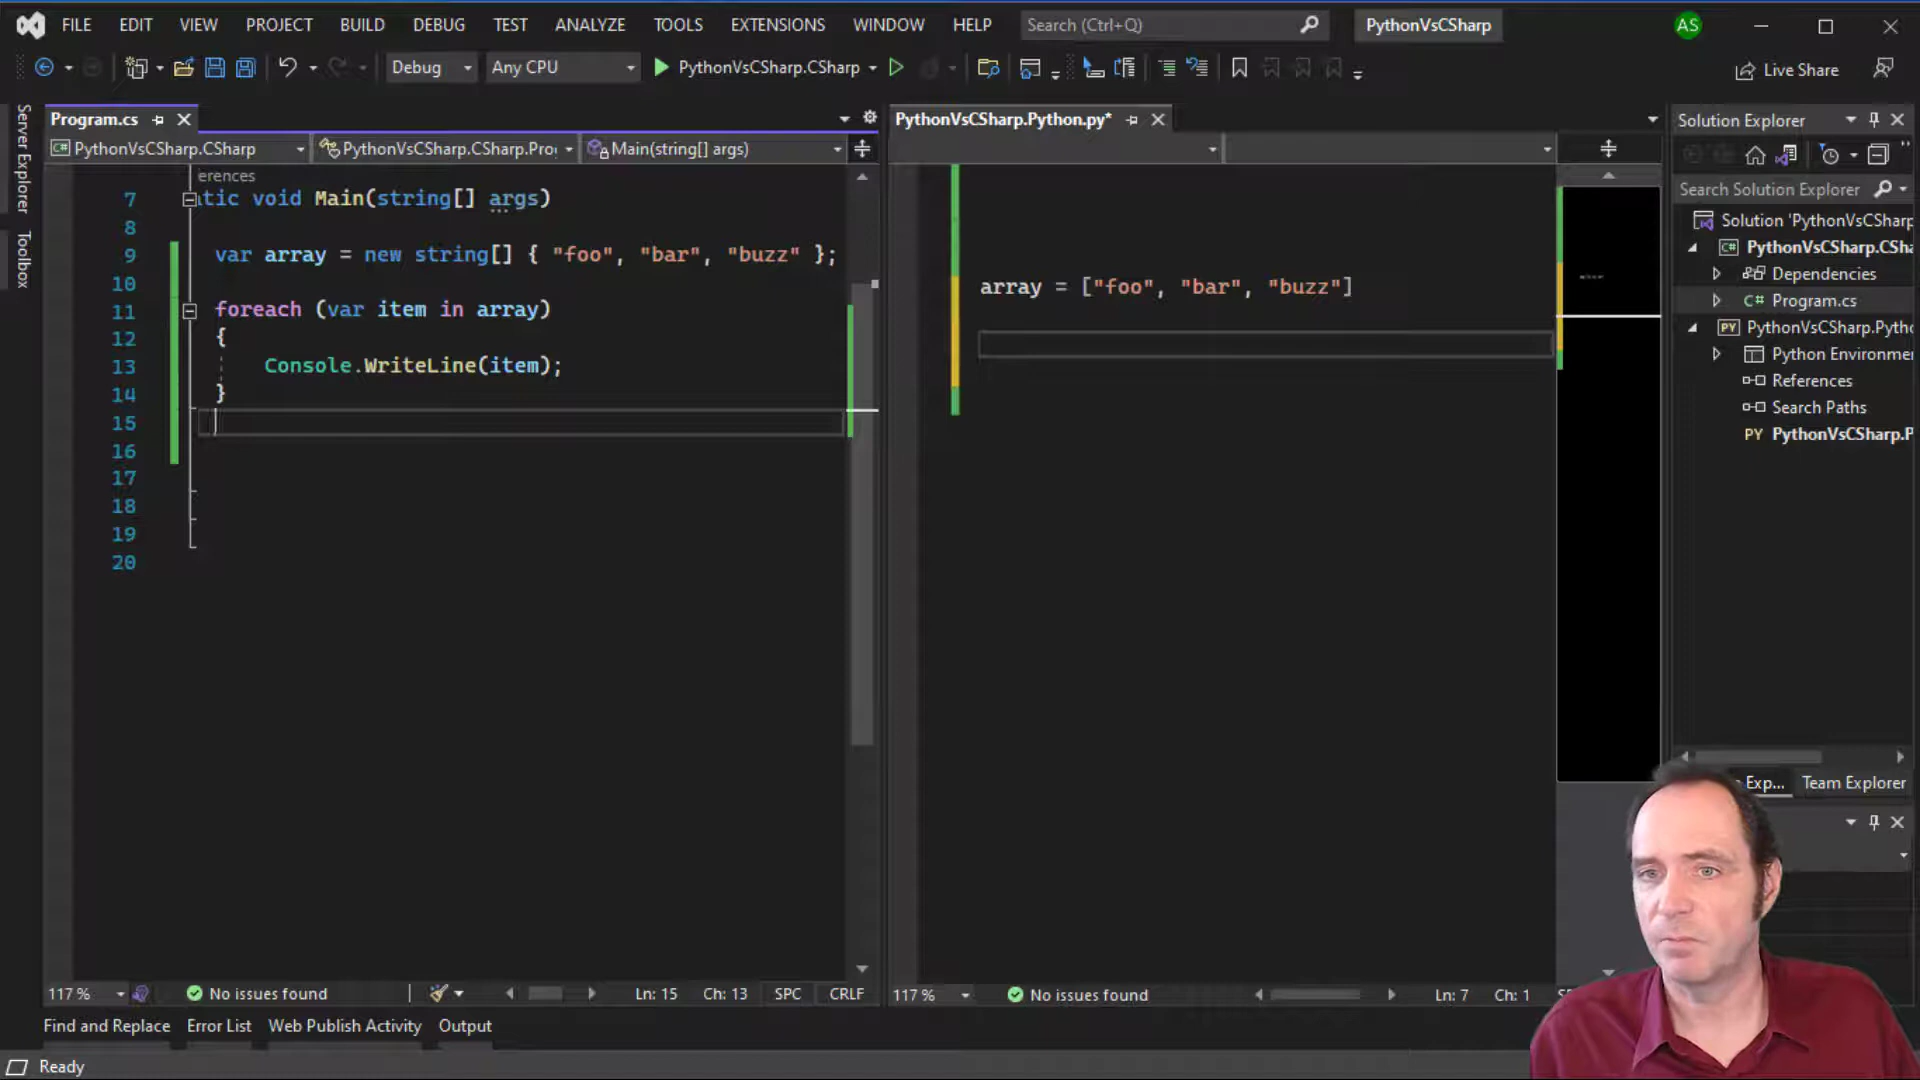 FILE EDIT VIEW PROJECT BUILD DEBUG TEST ANALYZE TOOLS EXTENSIONS WINDOW HELP Search (Ctrl+Q) PythonVsCSharp AS
Debug Any CPU PythonVsCSharp.CSharp Live Share
Server Explorer
Toolbox
Program.cs
PythonVsCSharp.CSharp PythonVsCSharp.CSharp.Pro Main(string[] args)
erences
7 tic void Main(string[] args)
8
9 var array = new string[] { "foo", "bar", "buzz" };
10
11 foreach (var item in array)
12 {
13 Console.WriteLine(item);
14 }
15
16
17
18
19
20
117 % No issues found Ln: 15 Ch: 13 SPC CRLF
PythonVsCSharp.Python.py*
array = ["foo", "bar", "buzz"]
117 % No issues found Ln: 7 Ch: 1
Solution Explorer
Search Solution Explorer
Solution 'PythonVsCSharp
PythonVsCSharp.CSha
Dependencies
C# Program.cs
PY PythonVsCSharp.Pytho
Python Environme
References
Search Paths
PY PythonVsCSharp.P
Exp... Team Explorer
Find and Replace Error List Web Publish Activity Output
Ready